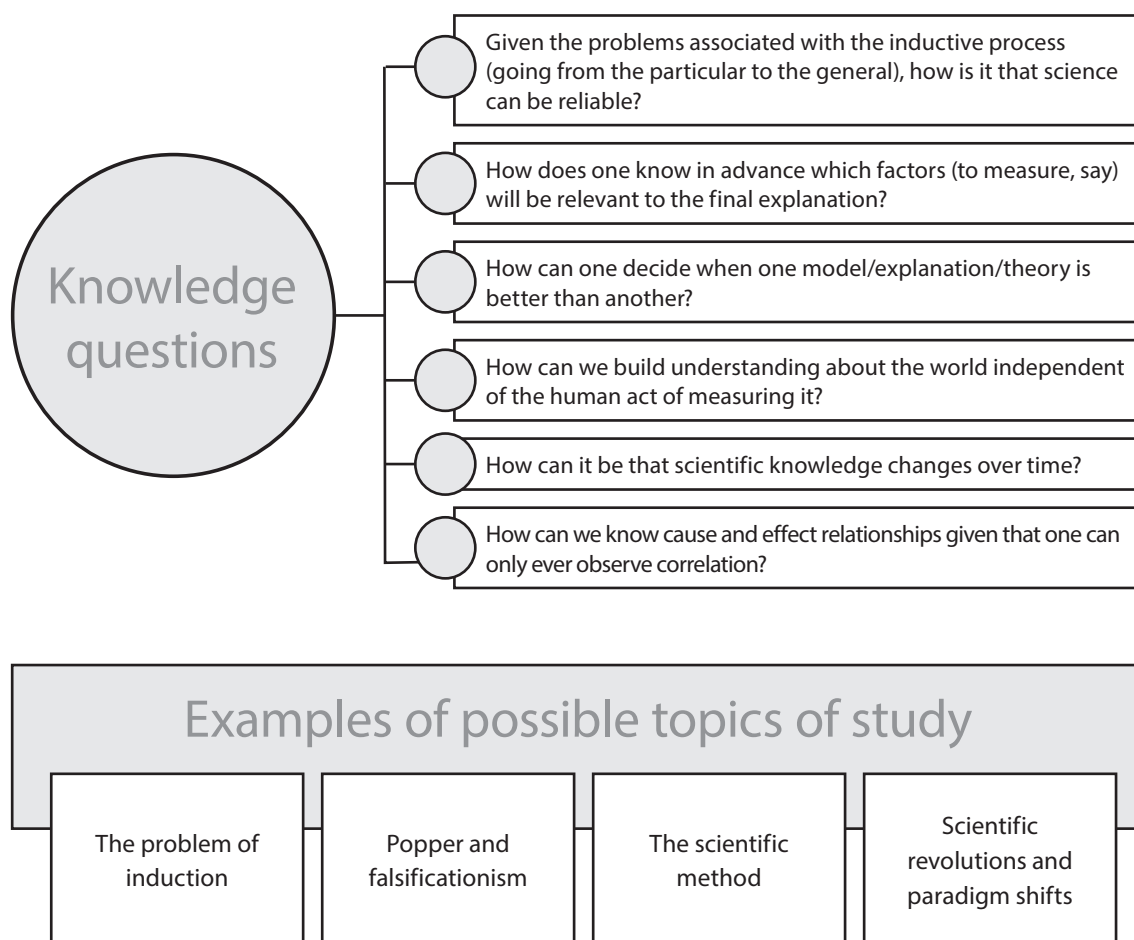 Knowledge
questions
Given the problems associated with the inductive process
(going from the particular to the general), how is it that science
can be reliable?
How does one know in advance which factors (to measure, say)
will be relevant to the final explanation?
How can one decide when one model/explanation/theory is
better than another?
How can we build understanding about the world independent
of the human act of measuring it?
How can it be that scientific knowledge changes over time?
How can we know cause and effect relationships given that one can
only ever observe correlation?
Examples of possible topics of study
The problem of
induction
Popper and
falsificationism
The scientific
method
Scientific
revolutions and
paradigm shifts